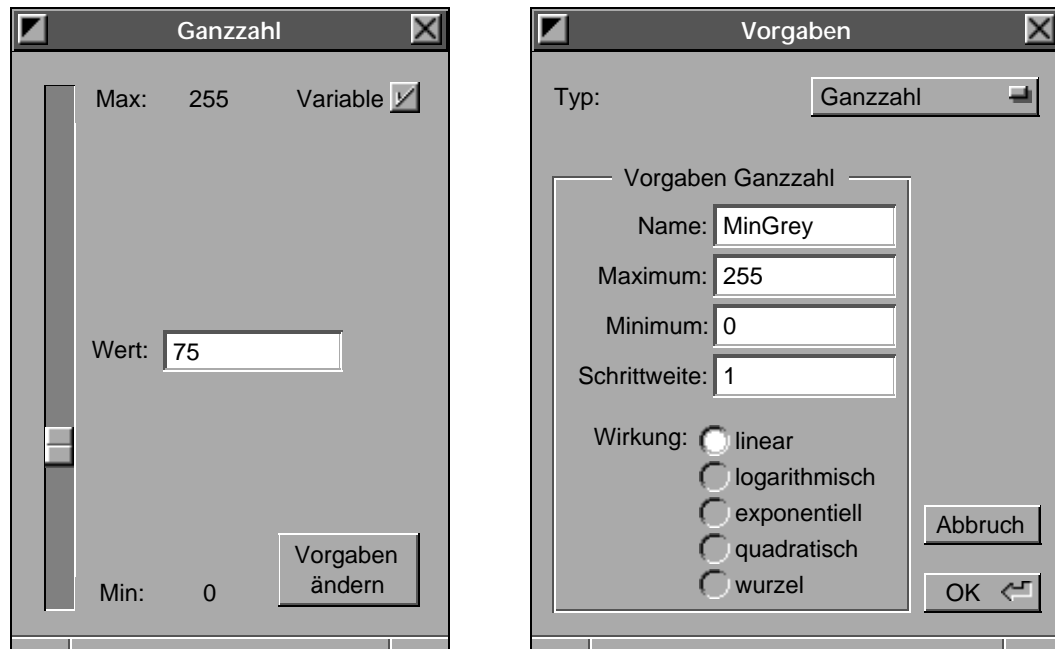 Ganzzahl
Max: 255 Variable
Wert: 75
Vorgaben
ändern
Min: 0
Vorgaben
Typ: Ganzzahl
Vorgaben Ganzzahl
Name: MinGrey
Maximum: 255
Minimum: 0
Schrittweite: 1
Wirkung: linear
logarithmisch
exponentiell
quadratisch
wurzel
Abbruch
OK